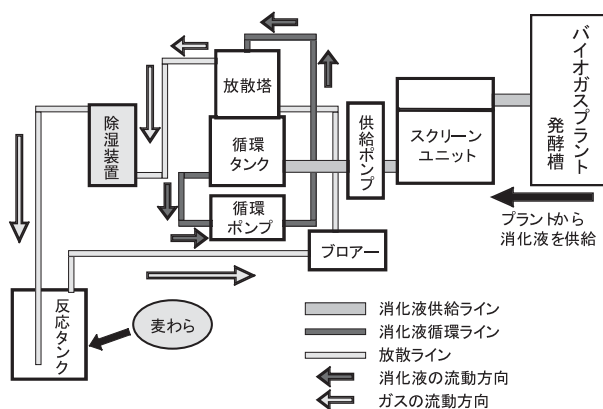 放散塔
循環
タンク
循環
ポンプ
除湿装置
供給ポンプ
スクリーン
ユニット
バイオガスプラント
発酵槽
プラントから
消化液を供給
ブロアー
反応タンク
麦わら
消化液供給ライン
消化液循環ライン
放散ライン
消化液の流動方向
ガスの流動方向